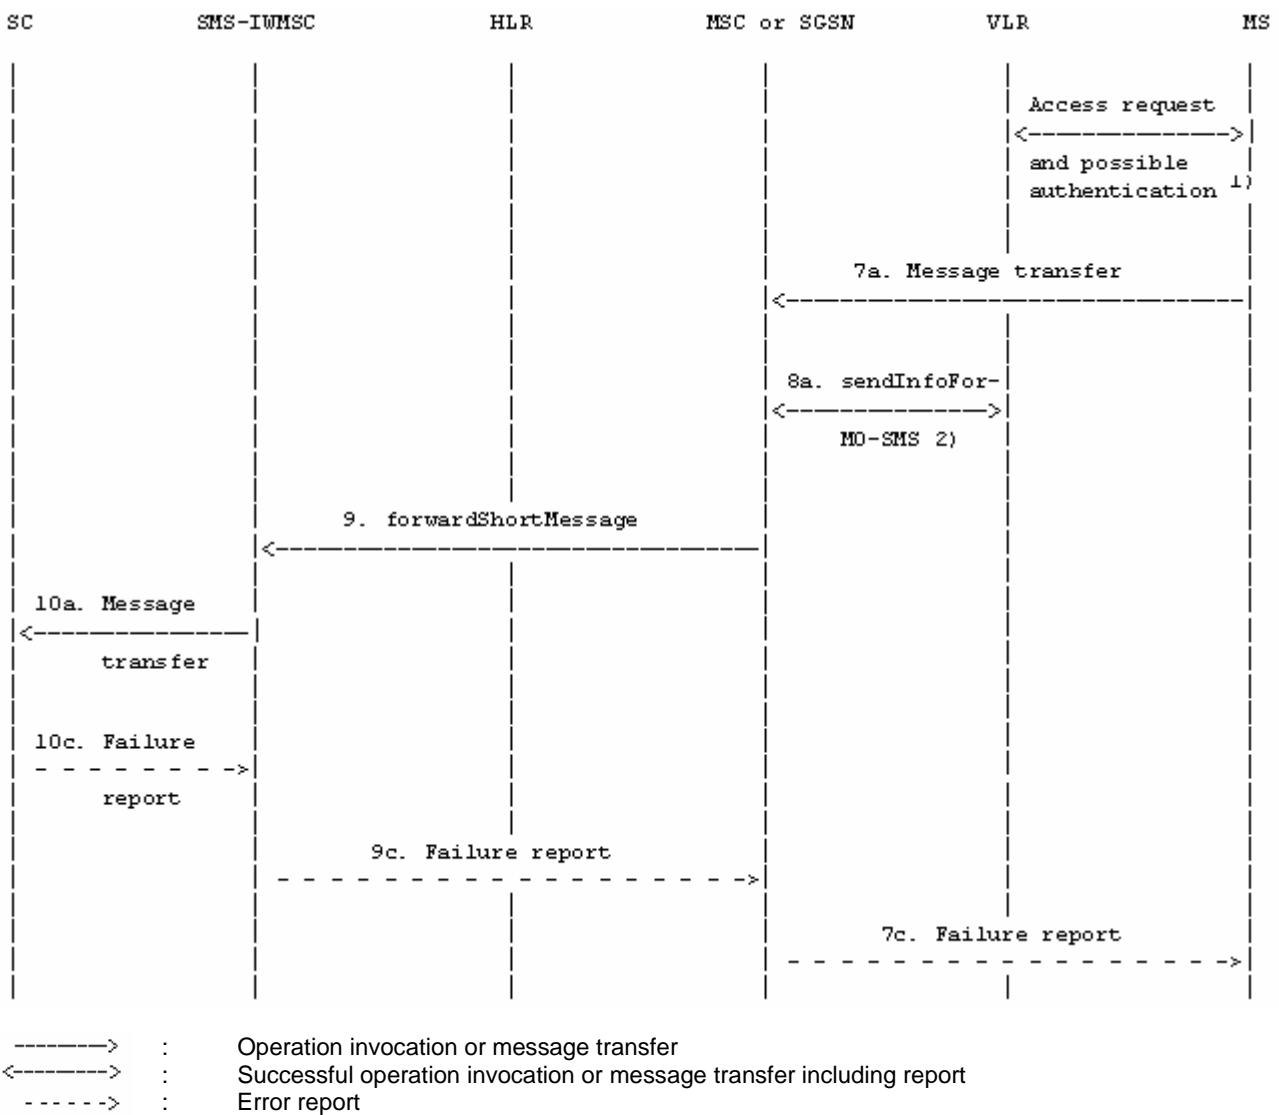 SC SMS-IWMSC HLR MSC or SGSN VLR MS
Access request
and possible
authentication 1)
7a. Message transfer
8a. sendInfoFor-
MO-SMS 2)
9. forwardShortMessage
10a. Message
transfer
10c. Failure
report
9c. Failure report
7c. Failure report
: Operation invocation or message transfer
: Successful operation invocation or message transfer including report
: Error report